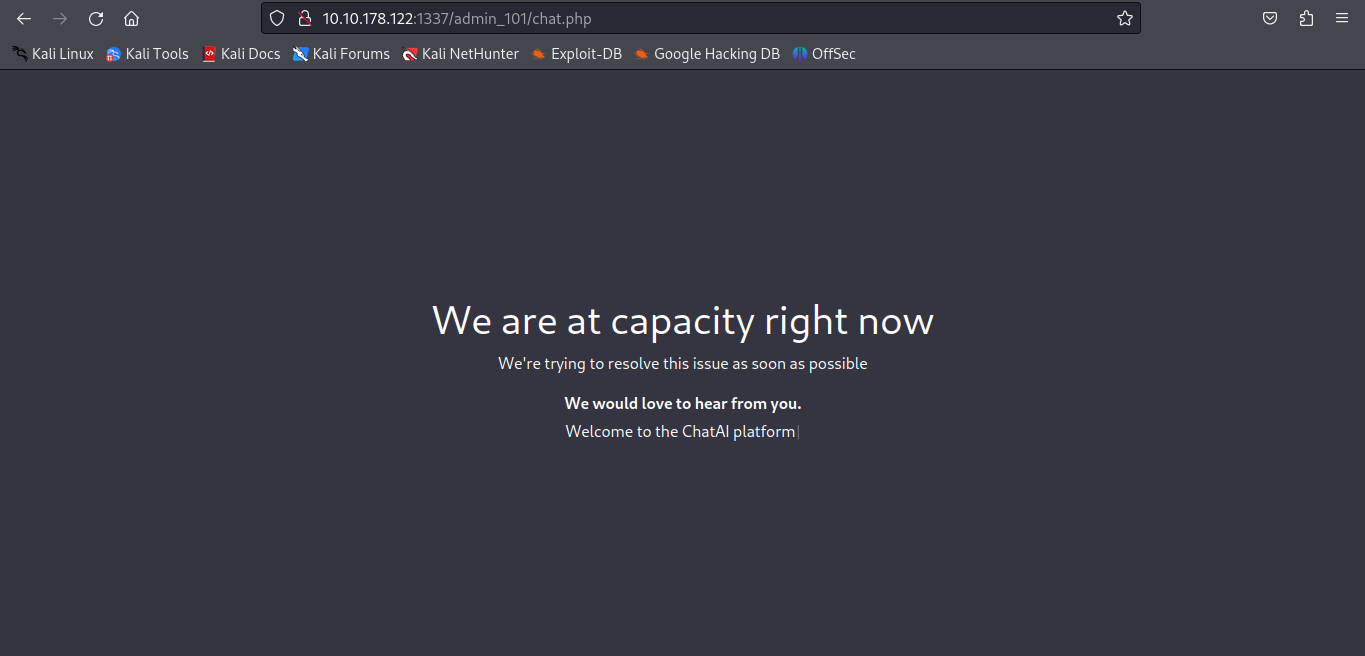 10.10.178.122:1337/admin_101/chat.php
Kali Linux Kali Tools Kali Docs Kali Forums Kali NetHunter Exploit-DB Google Hacking DB OffSec
We are at capacity right now
We're trying to resolve this issue as soon as possible
We would love to hear from you.
Welcome to the ChatAI platform|